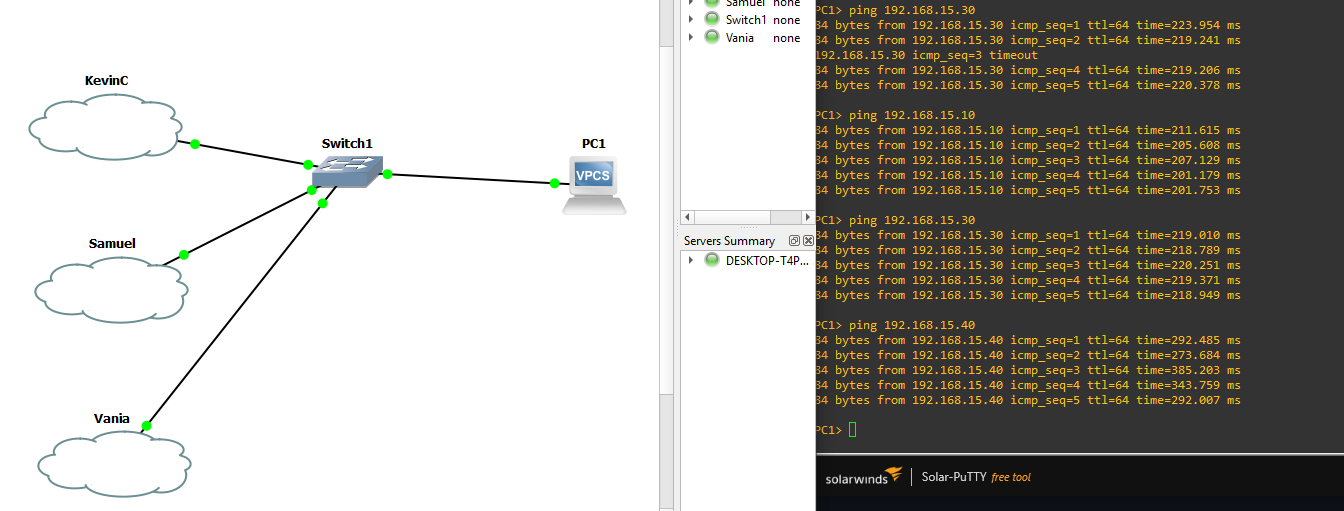 KevinC
Switch1
PC1
VPCS
Samuel
Vania
Samuel none
Switch1 none
Vania none
Servers Summary
DESKTOP-T4P...
PC1> ping 192.168.15.30
84 bytes from 192.168.15.30 icmp_seq=1 ttl=64 time=223.954 ms
84 bytes from 192.168.15.30 icmp_seq=2 ttl=64 time=219.241 ms
192.168.15.30 icmp_seq=3 timeout
84 bytes from 192.168.15.30 icmp_seq=4 ttl=64 time=219.206 ms
84 bytes from 192.168.15.30 icmp_seq=5 ttl=64 time=220.378 ms
PC1> ping 192.168.15.10
84 bytes from 192.168.15.10 icmp_seq=1 ttl=64 time=211.615 ms
84 bytes from 192.168.15.10 icmp_seq=2 ttl=64 time=205.608 ms
84 bytes from 192.168.15.10 icmp_seq=3 ttl=64 time=207.129 ms
84 bytes from 192.168.15.10 icmp_seq=4 ttl=64 time=201.179 ms
84 bytes from 192.168.15.10 icmp_seq=5 ttl=64 time=201.753 ms
PC1> ping 192.168.15.30
84 bytes from 192.168.15.30 icmp_seq=1 ttl=64 time=219.010 ms
84 bytes from 192.168.15.30 icmp_seq=2 ttl=64 time=218.789 ms
84 bytes from 192.168.15.30 icmp_seq=3 ttl=64 time=220.251 ms
84 bytes from 192.168.15.30 icmp_seq=4 ttl=64 time=219.371 ms
84 bytes from 192.168.15.30 icmp_seq=5 ttl=64 time=218.949 ms
PC1> ping 192.168.15.40
84 bytes from 192.168.15.40 icmp_seq=1 ttl=64 time=292.485 ms
84 bytes from 192.168.15.40 icmp_seq=2 ttl=64 time=273.684 ms
84 bytes from 192.168.15.40 icmp_seq=3 ttl=64 time=385.203 ms
84 bytes from 192.168.15.40 icmp_seq=4 ttl=64 time=343.759 ms
84 bytes from 192.168.15.40 icmp_seq=5 ttl=64 time=292.007 ms
PC1>
solarwinds | Solar-PuTTY free tool